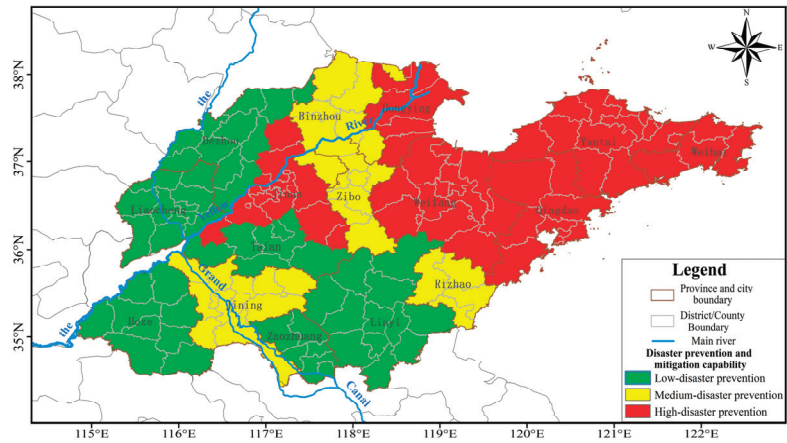 N
W E
S
38°N
37°N
36°N
35°N
the
Dezhou
Binzhou
River
Dongying
Yantai
Weihai
Jinan
Zibo
Weifang
Qingdao
Liaocheng
Taian
Grand
Jining
Rizhao
Heze
Zaozhuang
Linyi
the
Canal
Legend
Province and city
boundary
District/County
Boundary
Main river
Disaster prevention and
mitigation capability
Low-disaster prevention
Medium-disaster prevention
High-disaster prevention
115°E 116°E 117°E 118°E 119°E 120°E 121°E 122°E